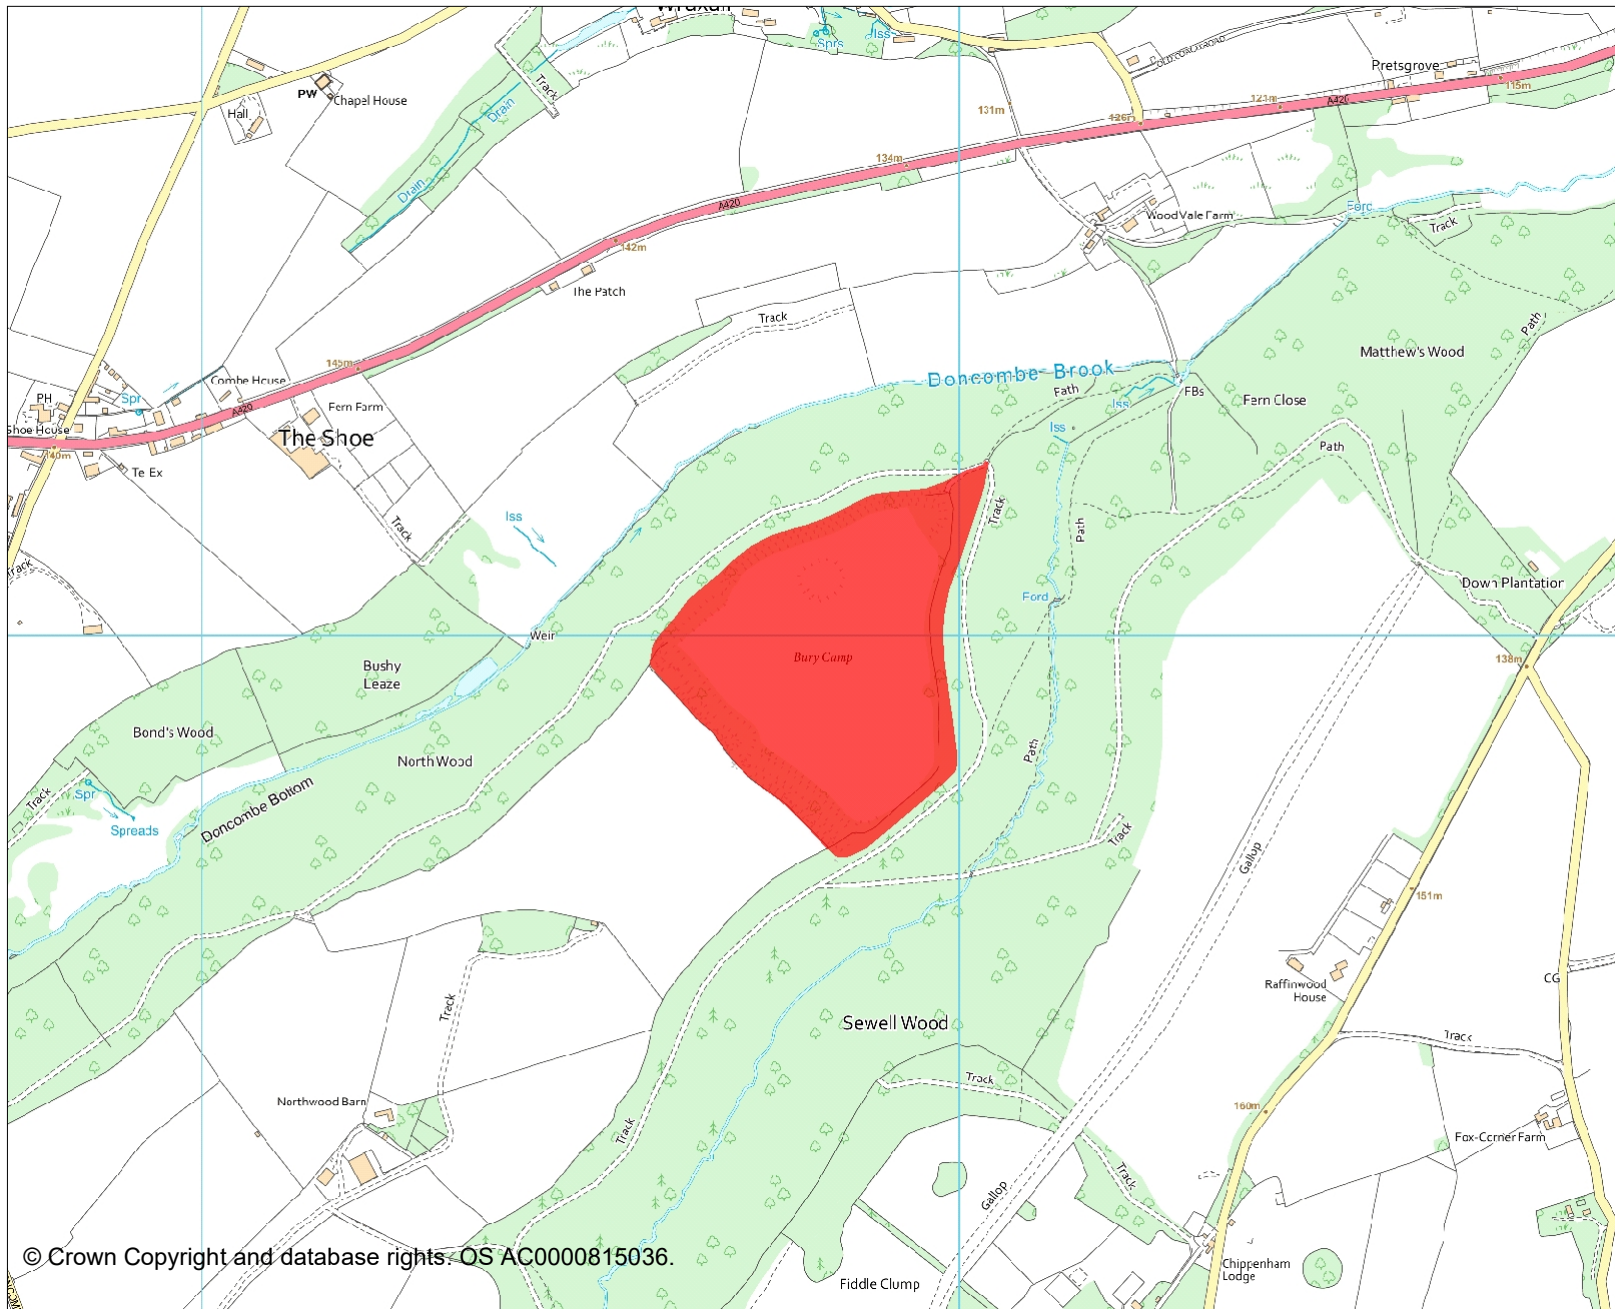 Sprs
Iss
OLD COACH ROAD
Pretsgrove
PW
Chapel House
Track
A420
115m
Hall
Drain
121m
131m
126m
Drain
134m
A420
Ford
Wood Vale Farm
Track
142m
The Patch
Track
Path
Matthew's Wood
145m
Doncombe Brook
Combe House
PH
Spr
Path
Iss
FBs
Fern Close
Shoe House
A420
Fern Farm
The Shoe
Iss
Path
140m
Te Ex
Track
Iss
Track
Path
Track
Ford
Down Plantation
Weir
Bury Camp
138m
Bushy
Leaze
Bond's Wood
North Wood
Path
Spr
Track
Spreads
Doncombe Bottom
Track
Gallop
151m
Raffinwood
House
CG
Track
Sewell Wood
Track
Track
Northwood Barn
Track
160m
Fox-Corner Farm
Track
Gallop
© Crown Copyright and database rights. OS AC0000815036.
Chippenham
Lodge
Fiddle Clump